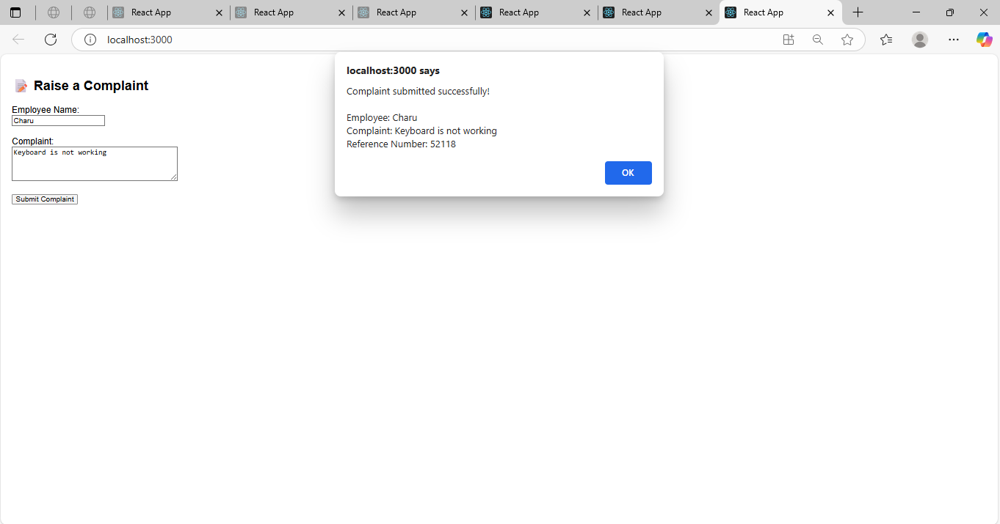 React App
React App
React App
React App
React App
React App
localhost:3000
localhost:3000 says
Complaint submitted successfully!
Employee: Charu
Complaint: Keyboard is not working
Reference Number: 52118
OK
Raise a Complaint
Employee Name:
Charu
Complaint:
Keyboard is not working
Submit Complaint